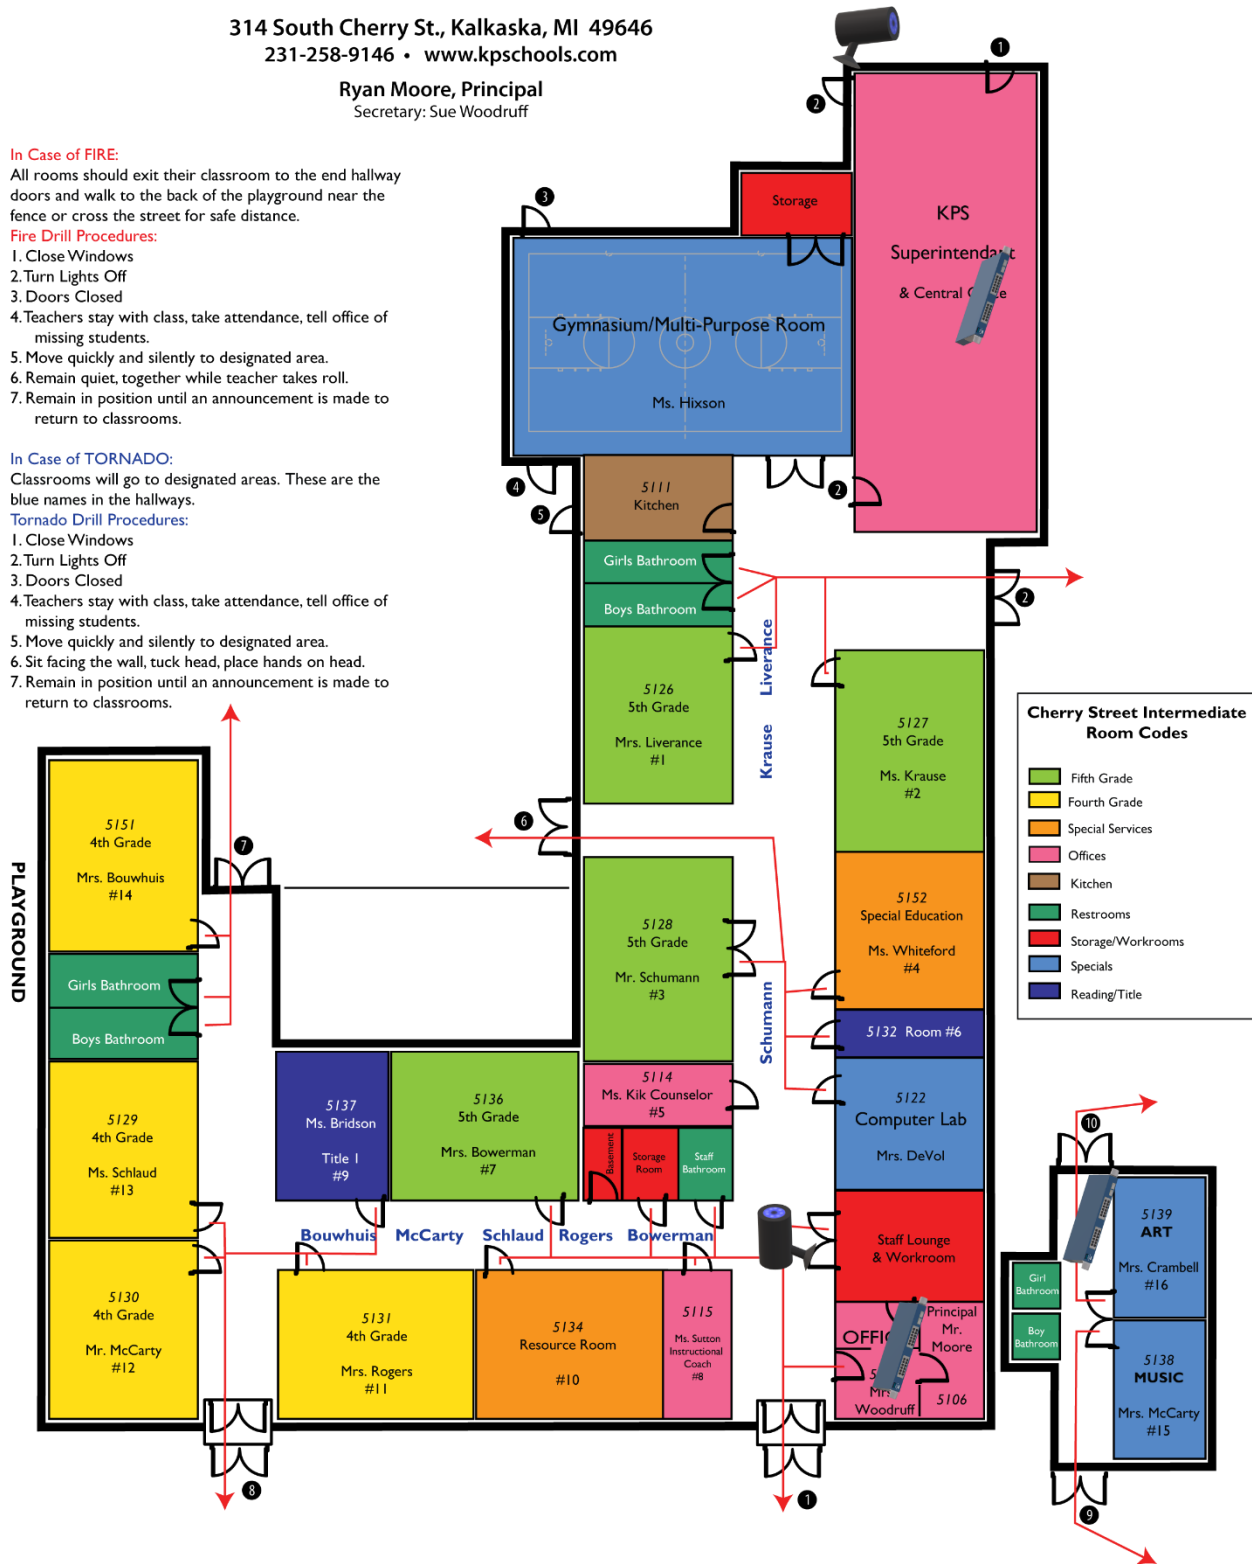 314 South Cherry St., Kalkaska, MI  49646
231-258-9146 •  www.kpschools.com
Ryan Moore, Principal
Secretary: Sue Woodruff
In Case of FIRE:
All rooms should exit their classroom to the end hallway
doors and walk to the back of the playground near the
fence or cross the street for safe distance.
Fire Drill Procedures:
1. Close Windows
2. Turn Lights Off
3. Doors Closed
4. Teachers stay with class, take attendance, tell office of
missing students.
5. Move quickly and silently to designated area.
6. Remain quiet, together while teacher takes roll.
7. Remain in position until an announcement is made to
return to classrooms.
In Case of TORNADO:
Classrooms will go to designated areas. These are the
blue names in the hallways.
Tornado Drill Procedures:
1. Close Windows
2. Turn Lights Off
3. Doors Closed
4. Teachers stay with class, take attendance, tell office of
missing students.
5. Move quickly and silently to designated area.
6. Sit facing the wall, tuck head, place hands on head.
7. Remain in position until an announcement is made to
return to classrooms.
1
2
3
Storage
KPS
Superintendant
& Central
Gymnasium/Multi-Purpose Room
Ms. Hixson
4
5
2
5111
Kitchen
Girls Bathroom
Boys Bathroom
2
5126
5th Grade
Mrs. Liverance
#1
Liverance
Krause
5127
5th Grade
Ms. Krause
#2
Cherry Street Intermediate
Room Codes
Fifth Grade
Fourth Grade
Special Services
Offices
Kitchen
Restrooms
Storage/Workrooms
Specials
Reading/Title
6
7
PLAYGROUND
5151
4th Grade
Mrs. Bouwhuis
#14
Girls Bathroom
Boys Bathroom
5128
5th Grade
Mr. Schumann
#3
Schumann
5152
Special Education
Ms. Whiteford
#4
5132 Room #6
5122
Computer Lab
Mrs. DeVol
5129
4th Grade
Ms. Schlaud
#13
5137
Ms. Bridson
Title 1
#9
5136
5th Grade
Mrs. Bowerman
#7
5114
Ms. Kik Counselor
#5
Basement
Storage
Room
Staff
Bathroom
Bouwhuis McCarty Schlaud Rogers Bowerman
Staff Lounge
& Workroom
5130
4th Grade
Mr. McCarty
#12
5131
4th Grade
Mrs. Rogers
#11
5134
Resource Room
#10
5115
Ms. Sutton
Instructional
Coach
#8
Principal
Mr.
Moore
Woodruff
5106
8
1
10
5139
ART
Mrs. Crambell
#16
Girl
Bathroom
Boy
Bathroom
5138
MUSIC
Mrs. McCarty
#15
9